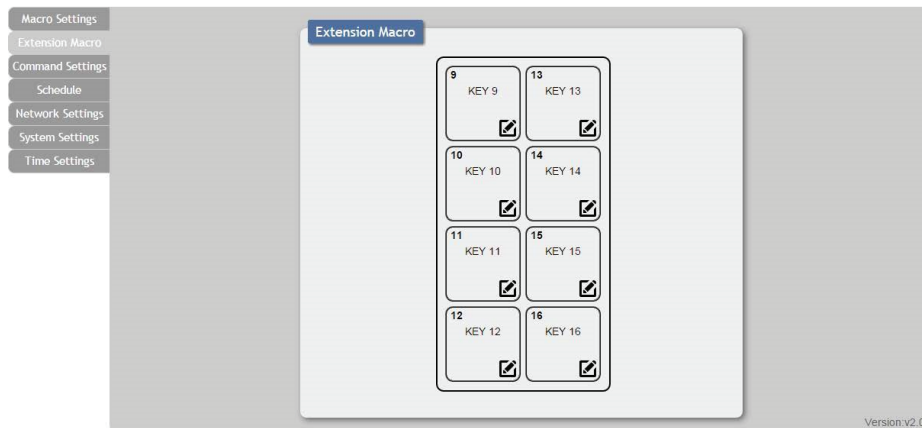 Macro Settings
Extension Macro
Command Settings
Schedule
Network Settings
System Settings
Time Settings
Extension Macro
9
KEY 9
13
KEY 13
10
KEY 10
14
KEY 14
11
KEY 11
15
KEY 15
12
KEY 12
16
KEY 16